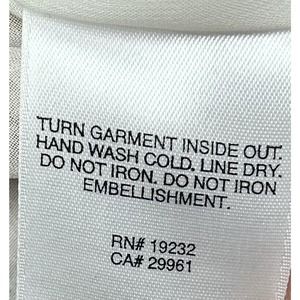 TURN GARMENT INSIDE OUT.
HAND WASH COLD. LINE DRY.
DO NOT IRON. DO NOT IRON
EMBELLISHMENT.
RN# 19232
CA# 29961